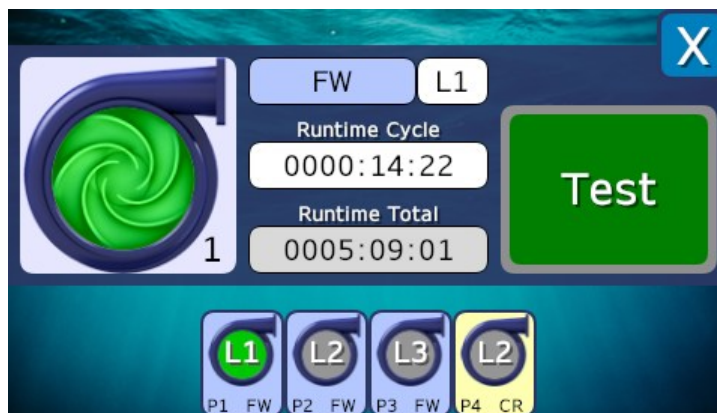 X
FW L1
Runtime Cycle
0000:14:22
Test
Runtime Total
1 0005:09:01
L1 L2 L3 L2
P1 FW P2 FW P3 FW P4 CR